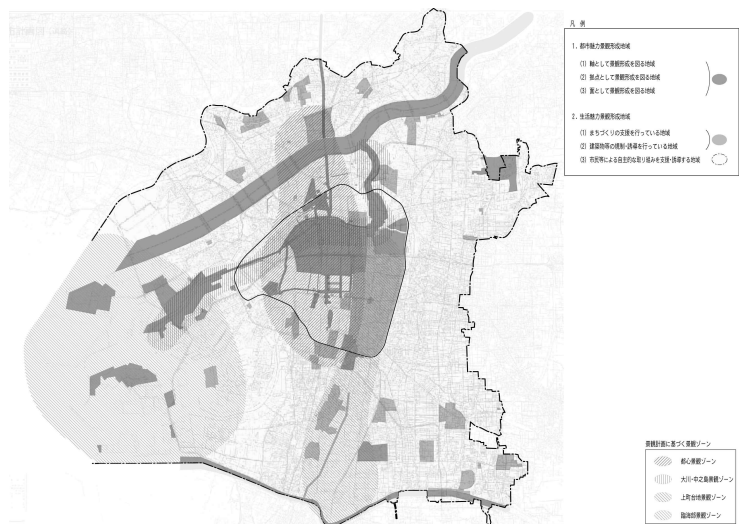 凡 例
1. 都市魅力景観形成地域
(1) 軸として景観形成を図る地域
(2) 拠点として景観形成を図る地域
(3) 面として景観形成を図る地域
2. 生活魅力景観形成地域
(1) まちづくりの支援を行っている地域
(2) 建築物等の規制・誘導を行っている地域
(3) 市民等による自主的な取り組みを支援・誘導する地域
景観計画に基づく景観ゾーン
都心景観ゾーン
大川・中之島景観ゾーン
上町台地景観ゾーン
臨海部景観ゾーン